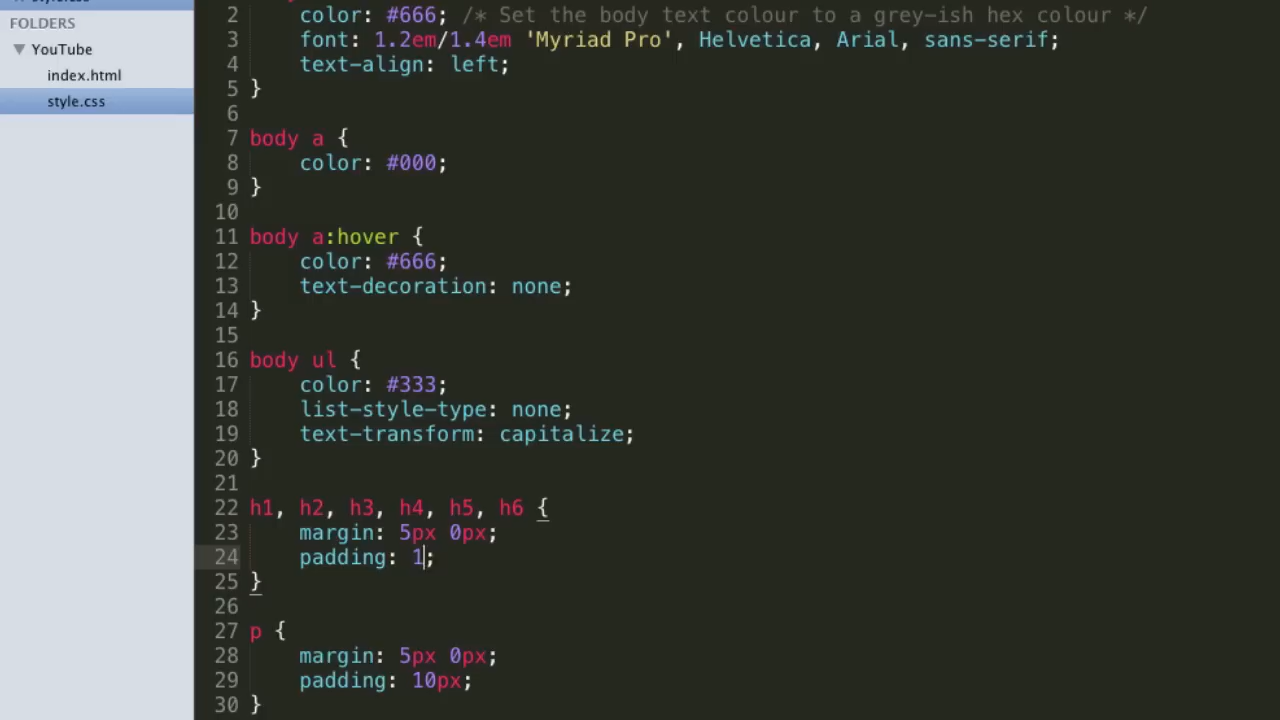 FOLDERS
YouTube
index.html
style.css
2 color: #666; /* Set the body text colour to a grey-ish hex colour */
3 font: 1.2em/1.4em 'Myriad Pro', Helvetica, Arial, sans-serif;
4 text-align: left;
5 }
6
7 body a {
8 color: #000;
9 }
10
11 body a:hover {
12 color: #666;
13 text-decoration: none;
14 }
15
16 body ul {
17 color: #333;
18 list-style-type: none;
19 text-transform: capitalize;
20 }
21
22 h1, h2, h3, h4, h5, h6 {
23 margin: 5px 0px;
24 padding: 1;
25 }
26
27 p {
28 margin: 5px 0px;
29 padding: 10px;
30 }